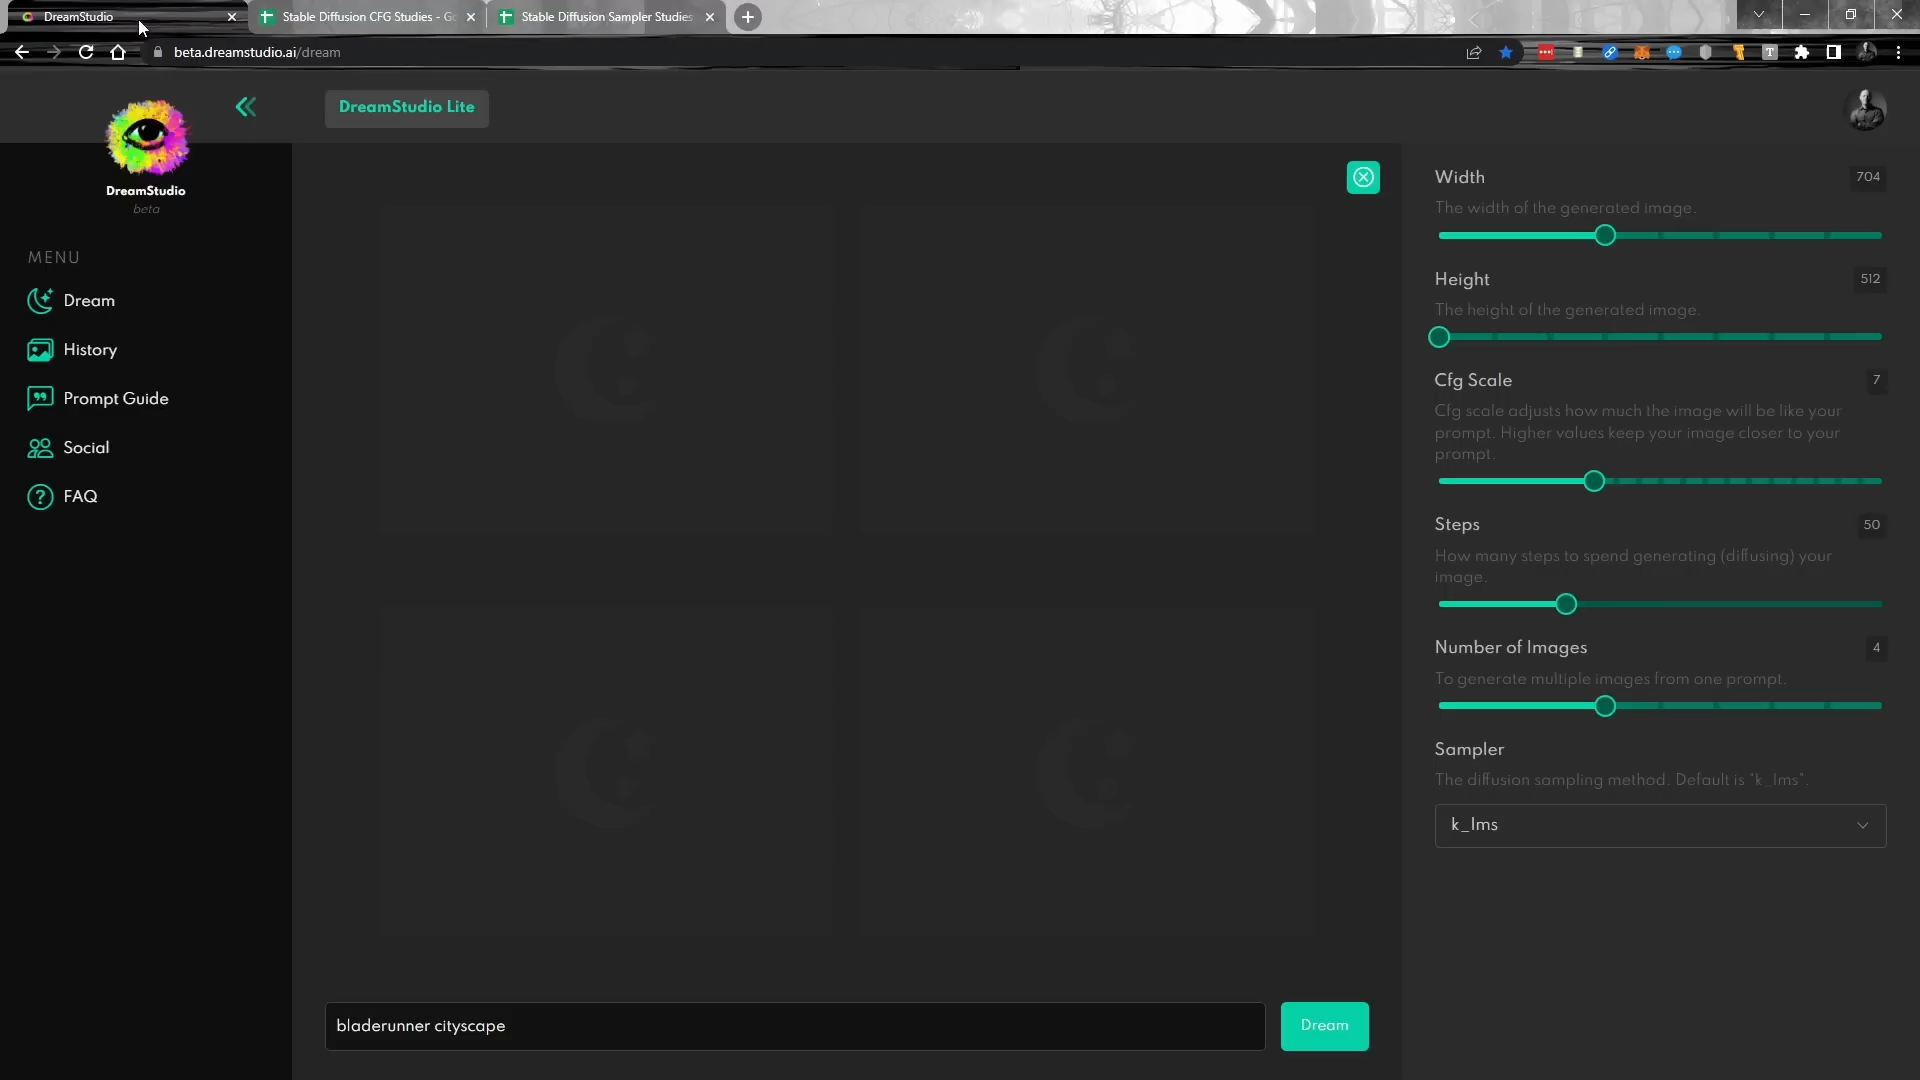 DreamStudio
Stable Diffusion CFG Studies - Go
Stable Diffusion Sampler Studies
beta.dreamstudio.ai/dream
DreamStudio Lite
DreamStudio
beta
MENU
Dream
History
Prompt Guide
Social
FAQ
Width
704
The width of the generated image.
Height
512
The height of the generated image.
Cfg Scale
7
Cfg scale adjusts how much the image will be like your
prompt. Higher values keep your image closer to your
prompt.
Steps
50
How many steps to spend generating (diffusing) your
image.
Number of Images
4
To generate multiple images from one prompt.
Sampler
The diffusion sampling method. Default is "k_lms".
k_lms
bladerunner cityscape
Dream